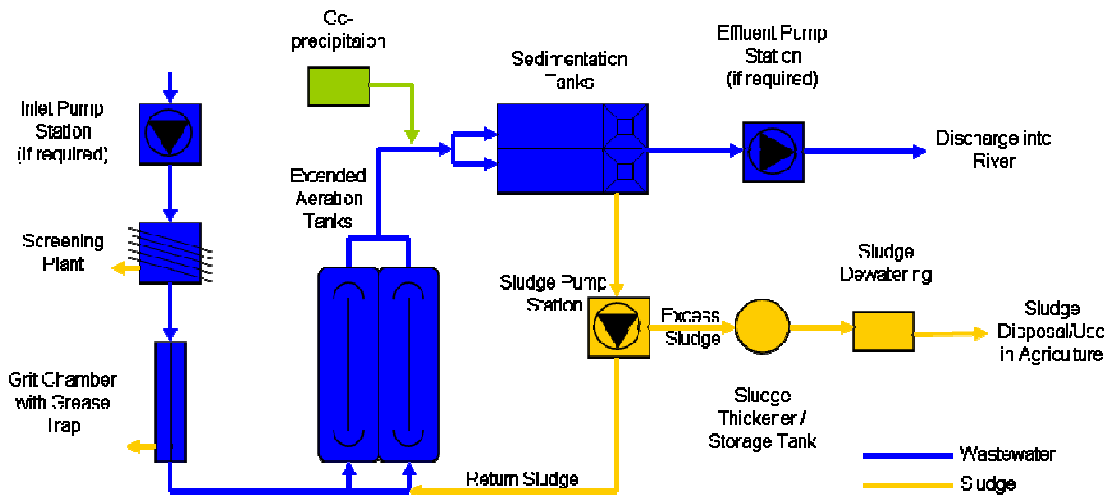 Co-
precipitaion
Sedimentation
Tanks
Effluent Pump
Station
(if required)
Inlet Pump
Station
(if required)
Discharge into
River
Exended
Aeration
Tanks
Screening
Plant
Sludge
Dewatering
Sludge Pump
Station
Excess
Sludge
Sludge
Disposal/Use
in Agriculture
Grit Chamber
with Grease
Trap
Sludge
Thickener /
Storage Tank
Return Sludge
Wastewater
Sludge